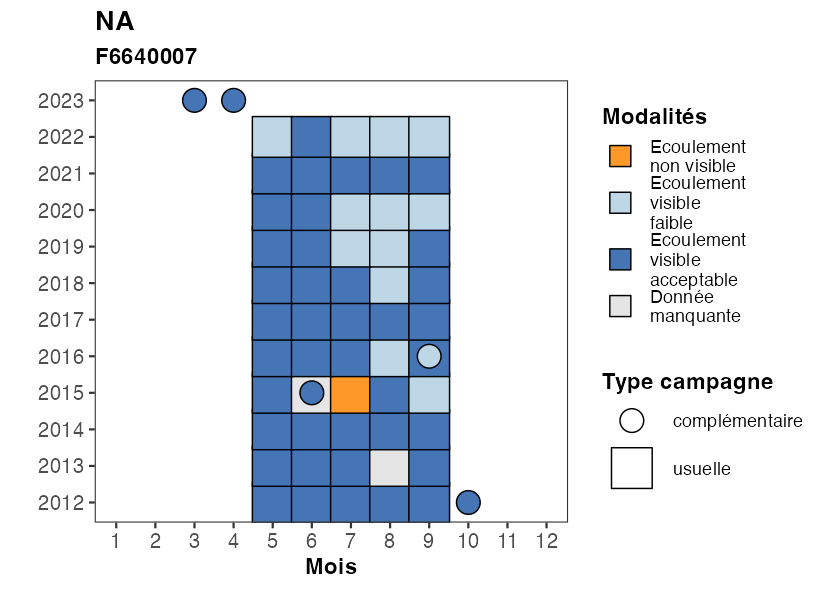 NA
F6640007
2023
2022
2021
2020
2019
2018
2017
2016
2015
2014
2013
2012
1 2 3 4 5 6 7 8 9 10 11 12
Mois
Modalités
Ecoulement
non visible
Ecoulement
visible
faible
Ecoulement
visible
acceptable
Donnée
manquante
Type campagne
complémentaire
usuelle